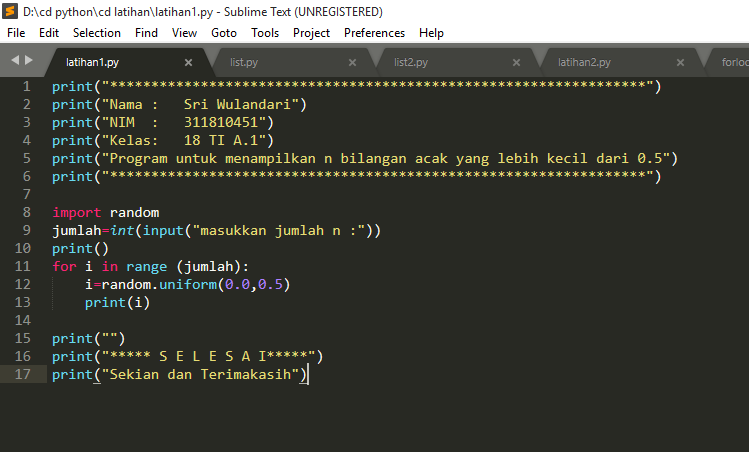 D:\cd python\cd latihan\latihan1.py - Sublime Text (UNREGISTERED)
File Edit Selection Find View Goto Tools Project Preferences Help
latihan1.py × list.py × list2.py × latihan2.py × forloo
1 print("*****************************************************************")
2 print("Nama :   Sri Wulandari")
3 print("NIM  :   311810451")
4 print("Kelas:   18 TI A.1")
5 print("Program untuk menampilkan n bilangan acak yang lebih kecil dari 0.5")
6 print("*****************************************************************")
7
8 import random
9 jumlah=int(input("masukkan jumlah n :"))
10 print()
11 for i in range (jumlah):
12     i=random.uniform(0.0,0.5)
13     print(i)
14
15 print("")
16 print("***** S E L E S A I*****")
17 print("Sekian dan Terimakasih")